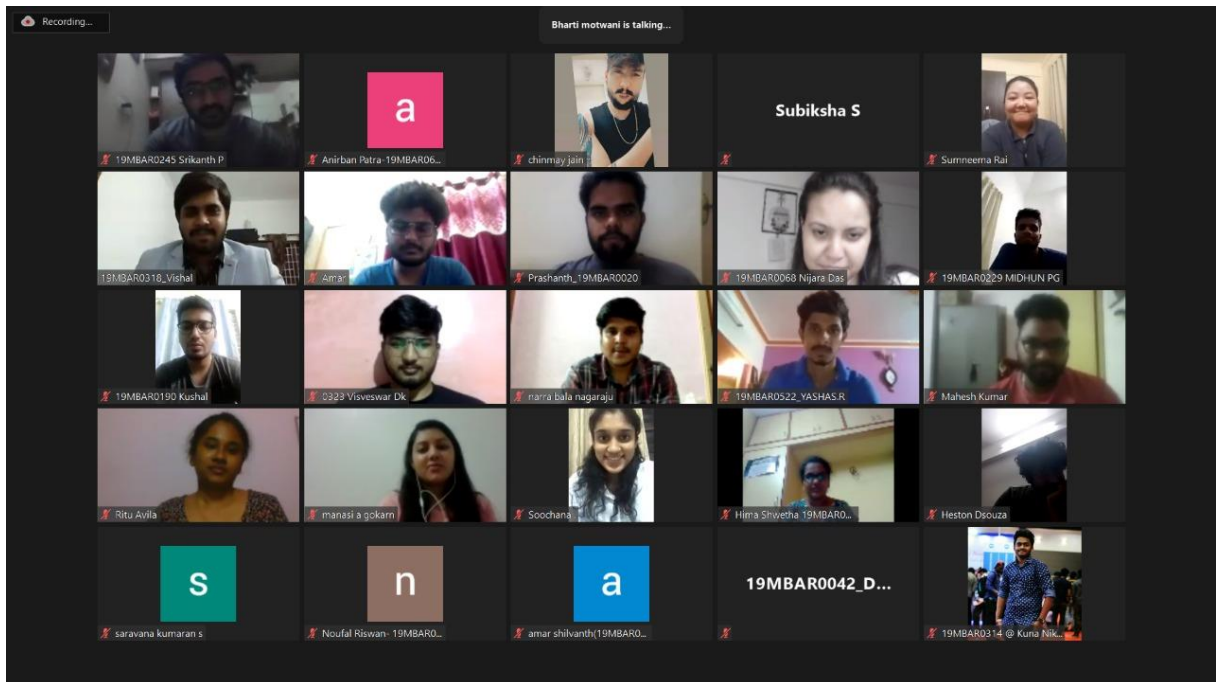 Recording...
Bharti motwani is talking...
19MBAR0245 Srikanth P
a
Anirban Patra-19MBAR06...
chinmay jain
Subiksha S
Sumneema Rai
19MBAR0318_Vishal
Amar
Prashanth_19MBAR0020
19MBAR0068 Nijara Das
19MBAR0229 MIDHUN PG
19MBAR0190 Kushal
0323 Visveswar Dk
narra bala nagaraju
19MBAR0522_YASHAS.R
Mahesh Kumar
Ritu Avila
manasi a gokarn
Soochana
Hima Shwetha 19MBAR0...
Heston Dsouza
s
saravana kumaran s
n
Noufal Riswan- 19MBAR0...
a
amar shilvanth(19MBAR0...
19MBAR0042_D...
19MBAR0314 @ Kuna Nik...